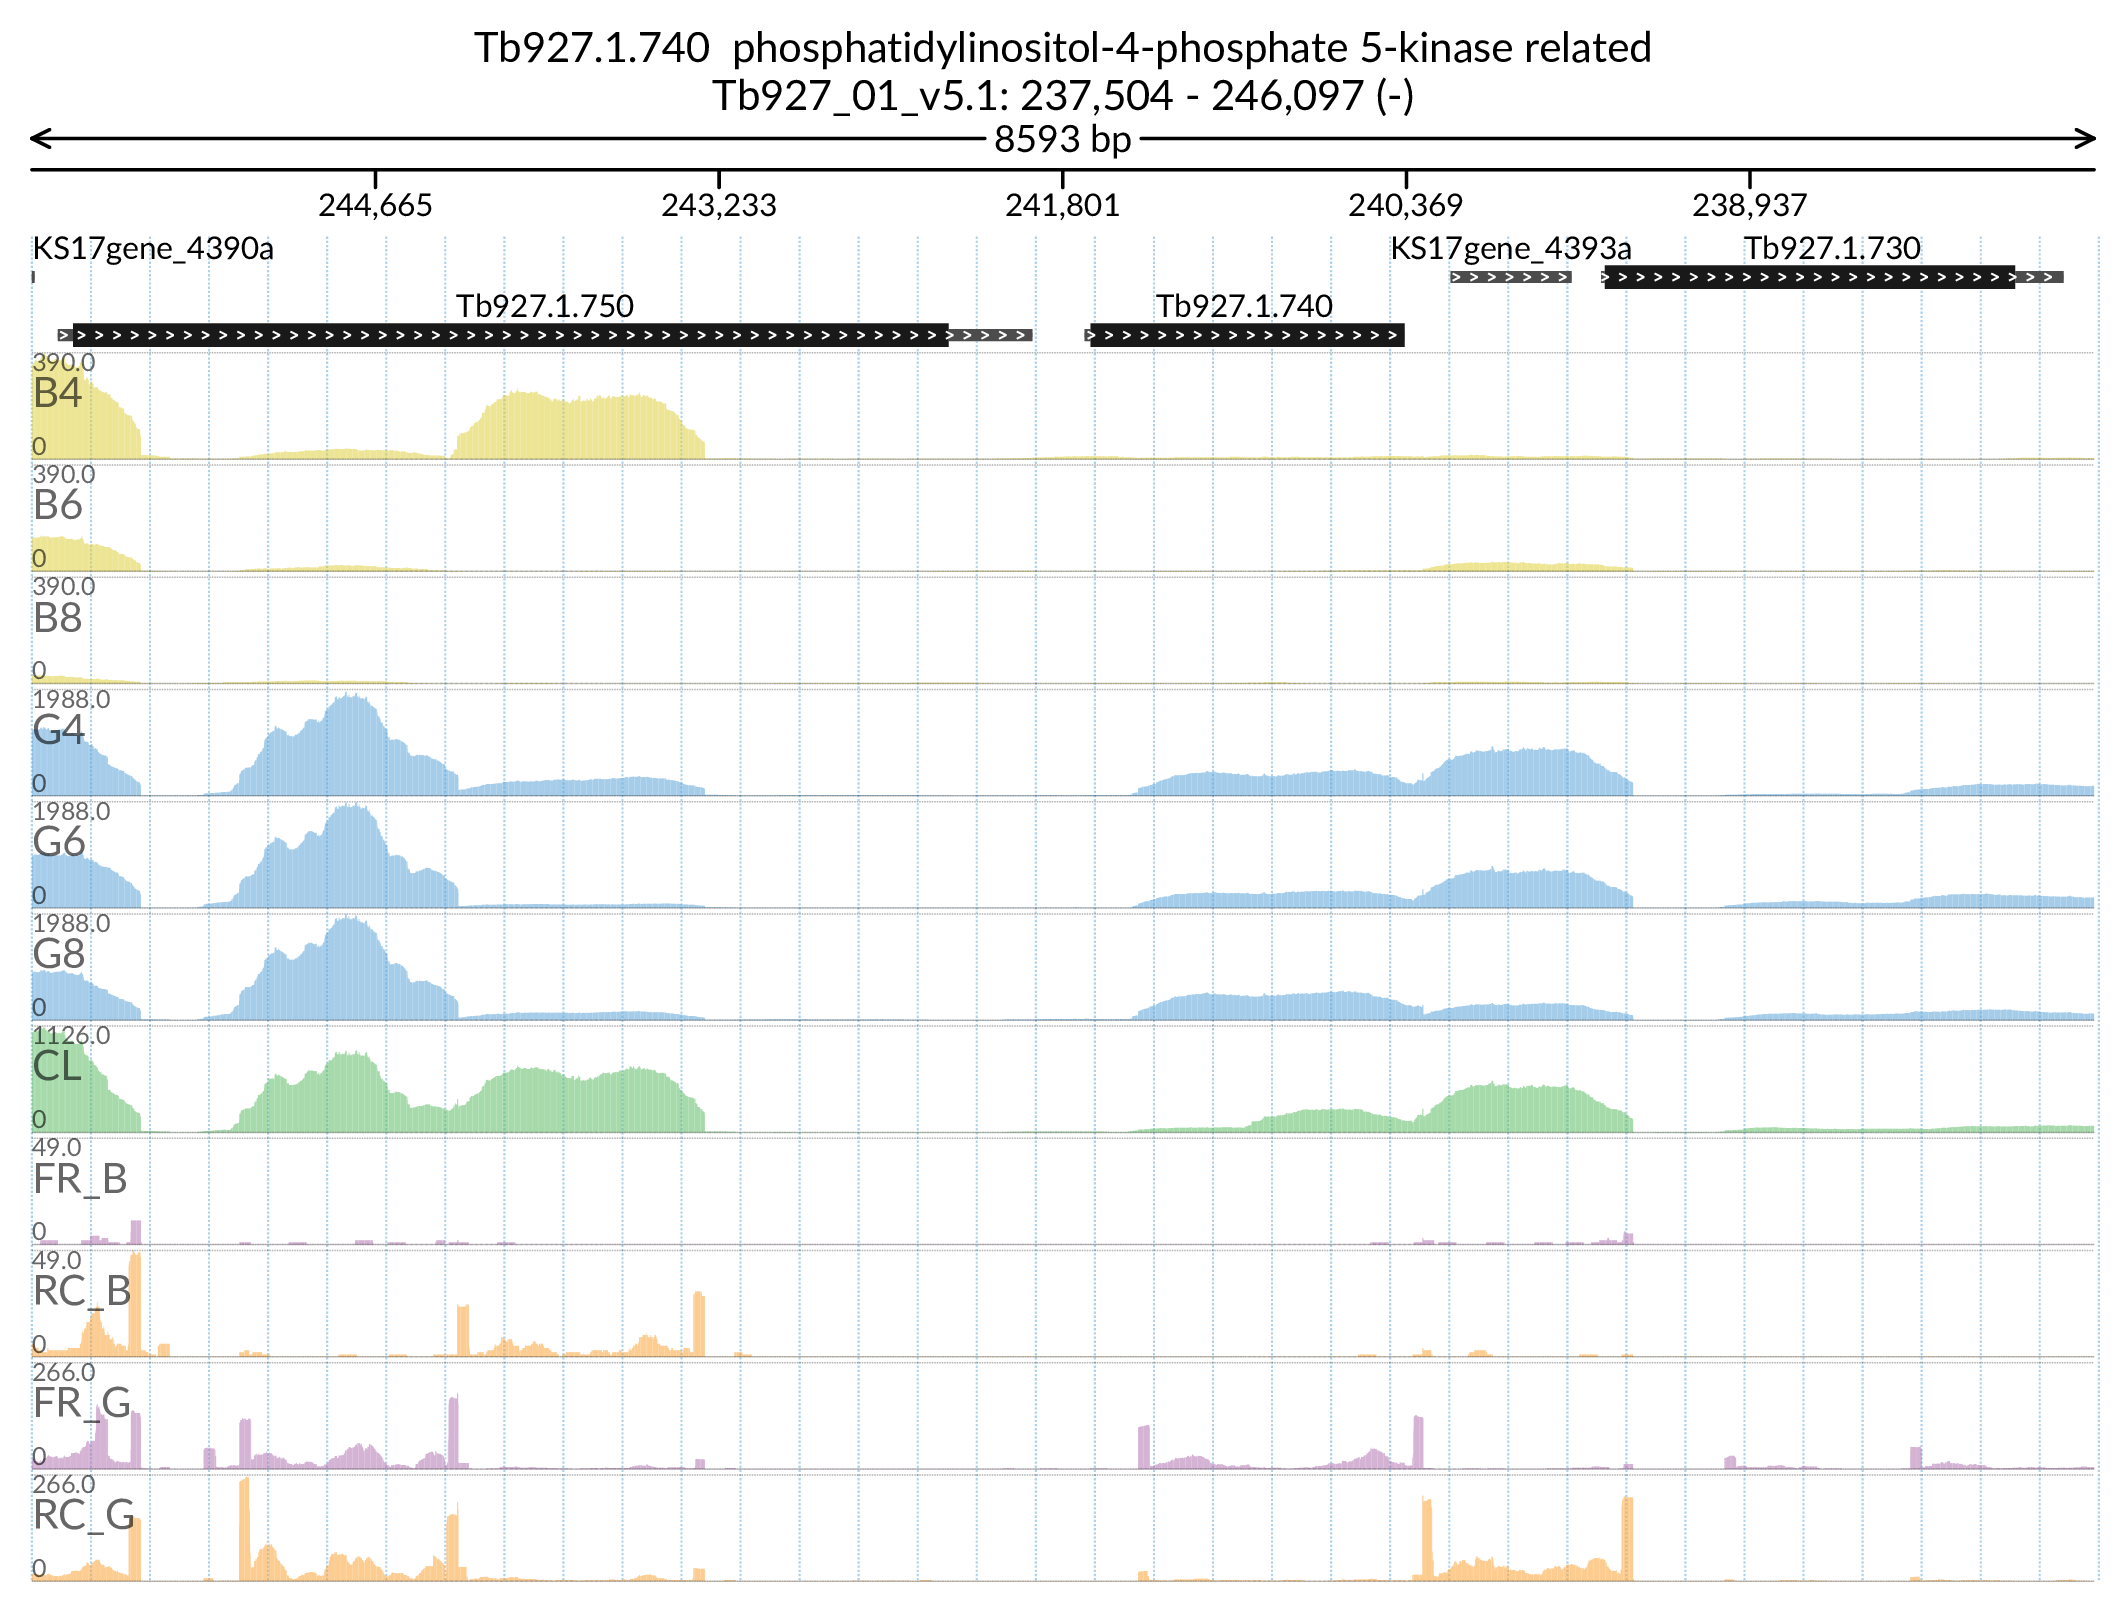 Tb927.1.740  phosphatidylinositol-4-phosphate 5-kinase related
Tb927_01_v5.1: 237,504 - 246,097 (-)
8593 bp
244,665 243,233 241,801 240,369 238,937
KS17gene_4390a KS17gene_4393a Tb927.1.730
Tb927.1.750 Tb927.1.740
390.0
B4
0
390.0
B6
0
390.0
B8
0
1988.0
G4
0
1988.0
G6
0
1988.0
G8
0
1126.0
CL
0
49.0
FR_B
0
49.0
RC_B
0
266.0
FR_G
0
266.0
RC_G
0